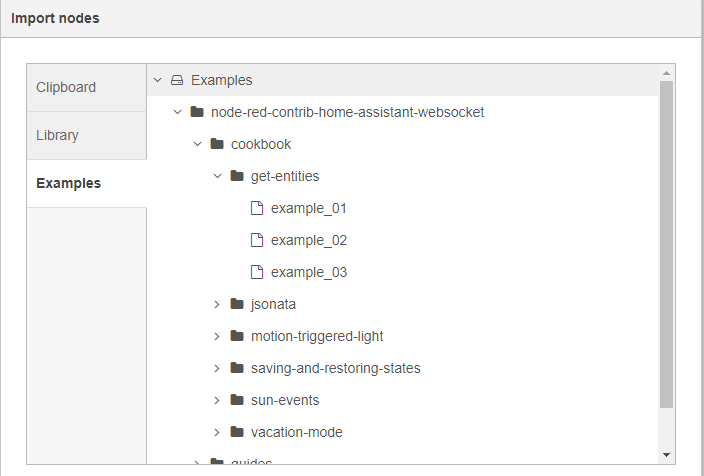 Import nodes
Clipboard
Library
Examples
Examples
node-red-contrib-home-assistant-websocket
cookbook
get-entities
example_01
example_02
example_03
jsonata
motion-triggered-light
saving-and-restoring-states
sun-events
vacation-mode
guides